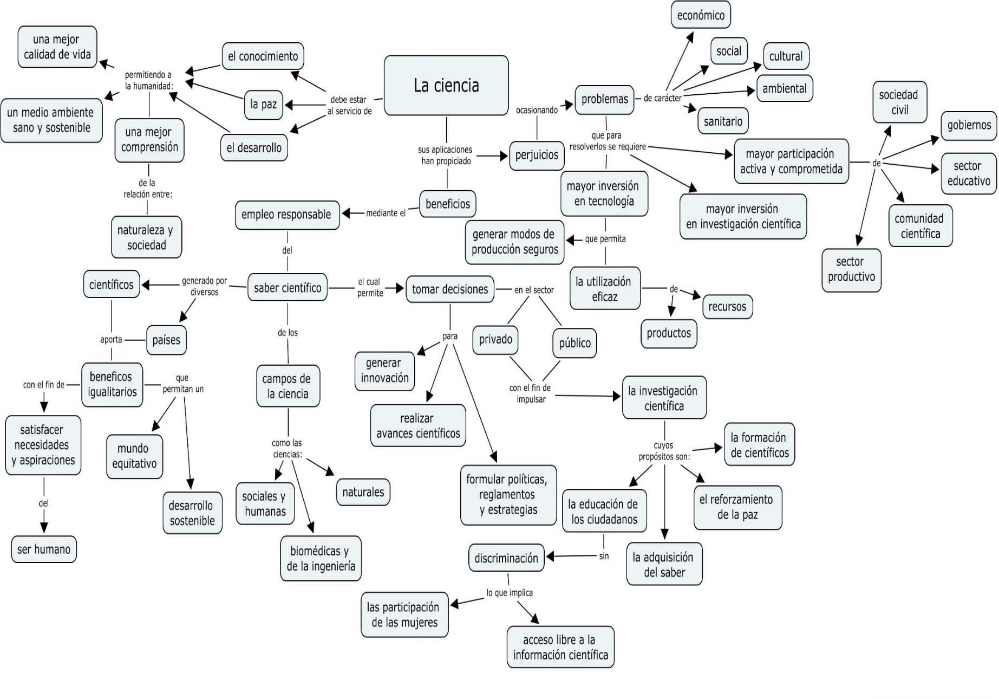 La ciencia
debe estar
al servicio de
el conocimiento
la paz
el desarrollo
permitiendo a
la humanidad:
una mejor
calidad de vida
un medio ambiente
sano y sostenible
una mejor
comprensión
de la
relación entre:
naturaleza y
sociedad
sus aplicaciones
han propiciado
perjuicios
ocasionando
problemas
de carácter
económico
social
cultural
ambiental
sanitario
que para
resolverlos se requiere
mayor participación
activa y comprometida
de
sociedad
civil
gobiernos
sector
educativo
comunidad
científica
sector
productivo
mayor inversión
en investigación científica
mayor inversión
en tecnología
que permita
generar modos de
producción seguros
la utilización
eficaz
de
recursos
productos
beneficios
mediante el
empleo responsable
del
saber científico
generado por
diversos
científicos
países
aporta
beneficos
igualitarios
con el fin de
satisfacer
necesidades
y aspiraciones
del
ser humano
que
permitan un
mundo
equitativo
desarrollo
sostenible
de los
campos de
la ciencia
como las
ciencias:
sociales y
humanas
naturales
biomédicas y
de la ingeniería
el cual
permite
tomar decisiones
para
generar
innovación
realizar
avances científicos
formular políticas,
reglamentos
y estrategias
en el sector
privado
público
con el fin de
impulsar
la investigación
científica
cuyos
propósitos son:
la formación
de científicos
el reforzamiento
de la paz
la adquisición
del saber
la educación de
los ciudadanos
sin
discriminación
lo que implica
las participación
de las mujeres
acceso libre a la
información científica